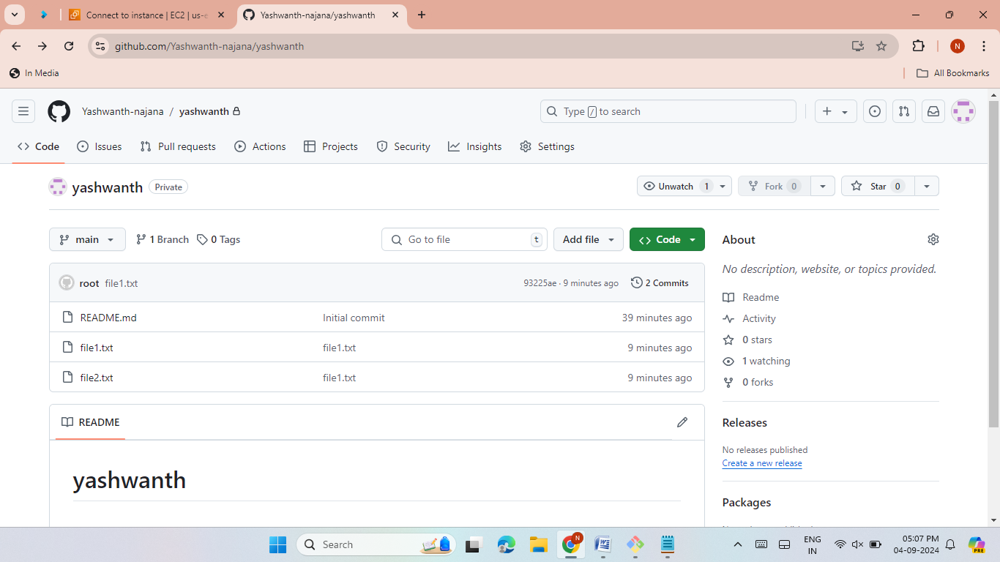 Connect to instance | EC2 | us-e
Yashwanth-najana/yashwanth
github.com/Yashwanth-najana/yashwanth
N
In Media
All Bookmarks
Yashwanth-najana / yashwanth
Type / to search
Code Issues Pull requests Actions Projects Security Insights Settings
yashwanth Private
Unwatch 1 Fork 0 Star 0
main 1 Branch 0 Tags
Go to file t Add file Code
root file1.txt 93225ae · 9 minutes ago 2 Commits
README.md Initial commit 39 minutes ago
file1.txt file1.txt 9 minutes ago
file2.txt file1.txt 9 minutes ago
README
yashwanth
About
No description, website, or topics provided.
Readme
Activity
0 stars
1 watching
0 forks
Releases
No releases published
Create a new release
Packages
Search
N
ENG
IN
05:07 PM
04-09-2024
PRE